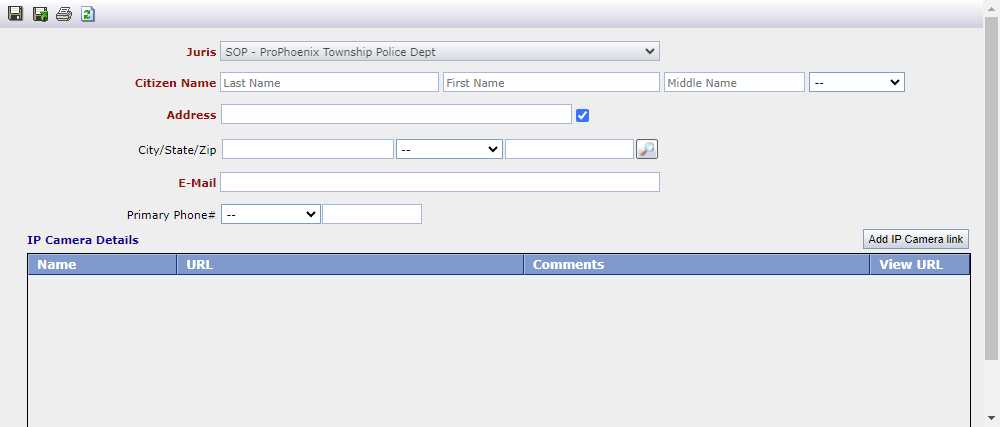 Juris SOP - ProPhoenix Township Police Dept
Citizen Name Last Name First Name Middle Name --
Address
City/State/Zip --
E-Mail
Primary Phone# --
IP Camera Details Add IP Camera link
Name URL Comments View URL